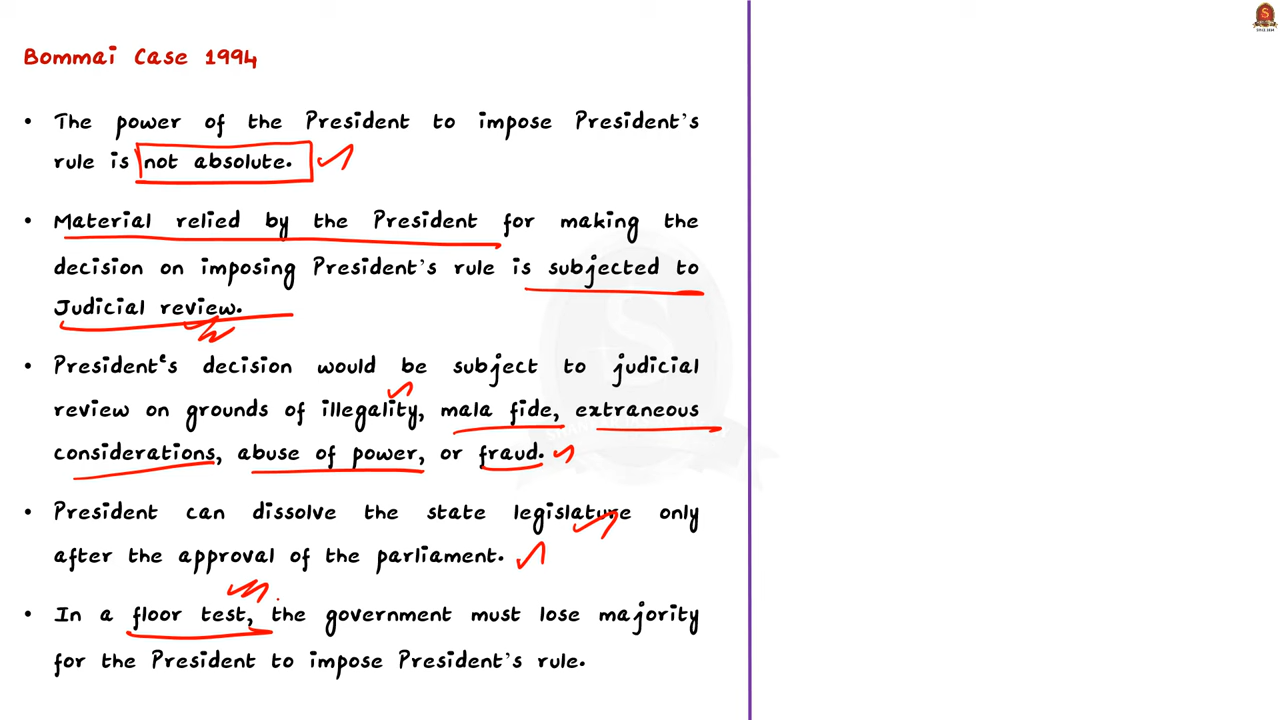 Bommai Case 1994
• The power of the President to impose President's
rule is not absolute.
• Material relied by the President for making the
decision on imposing President's rule is subjected to
Judicial review.
• President's decision would be subject to judicial
review on grounds of illegality, mala fide, extraneous
considerations, abuse of power, or fraud.
• President can dissolve the state legislature only
after the approval of the parliament.
• In a floor test, the government must lose majority
for the President to impose President's rule.